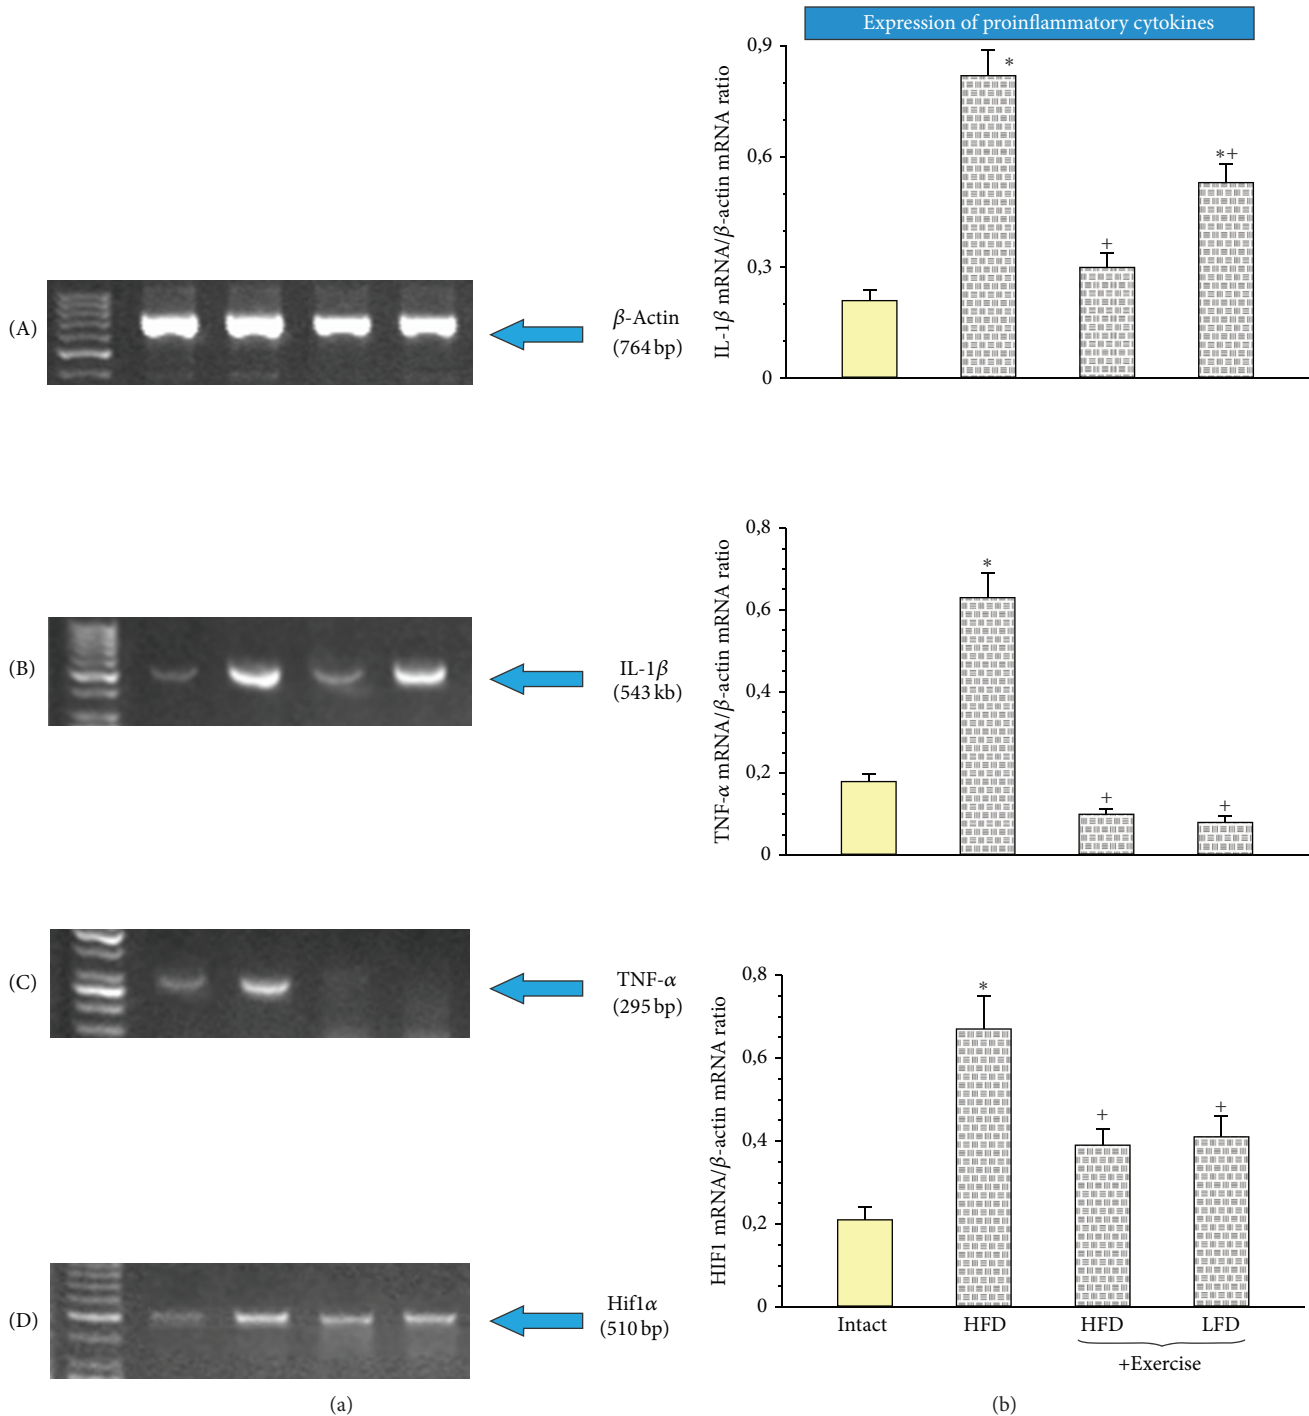 (A)
β-Actin
(764 bp)
(B)
IL-1β
(543 kb)
(C)
TNF-α
(295 bp)
(D)
Hif1α
(510 bp)
(a)
Expression of proinflammatory cytokines
IL-1β mRNA/β-actin mRNA ratio
0,9
0,6
0,3
0
*
+
*+
TNF-α mRNA/β-actin mRNA ratio
0,8
0,6
0,4
0,2
0
*
+
+
HIF1 mRNA/β-actin mRNA ratio
0,8
0,6
0,4
0,2
0
*
+
+
Intact
HFD
HFD
LFD
+Exercise
(b)